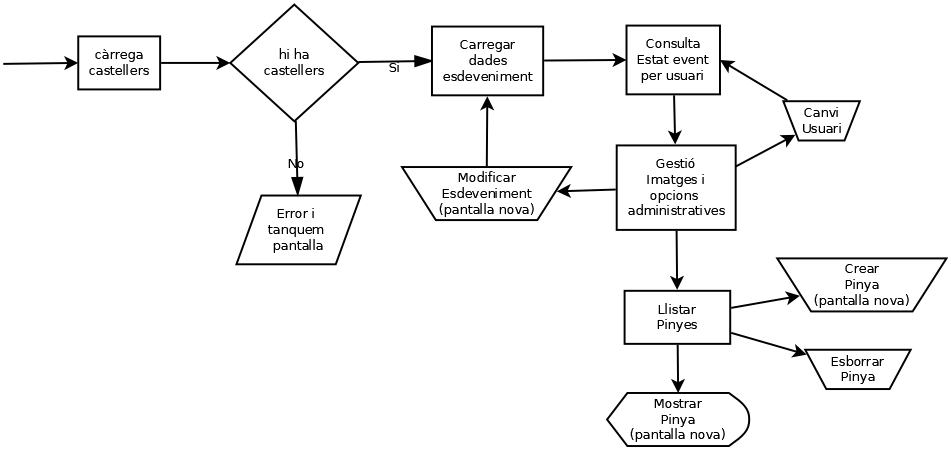 càrrega
castellers
hi ha
castellers
Si
No
Error i
tanquem
pantalla
Carregar
dades
esdeveniment
Consulta
Estat event
per usuari
Canvi
Usuari
Modificar
Esdeveniment
(pantalla nova)
Gestió
Imatges i
opcions
administratives
Llistar
Pinyes
Crear
Pinya
(pantalla nova)
Esborrar
Pinya
Mostrar
Pinya
(pantalla nova)